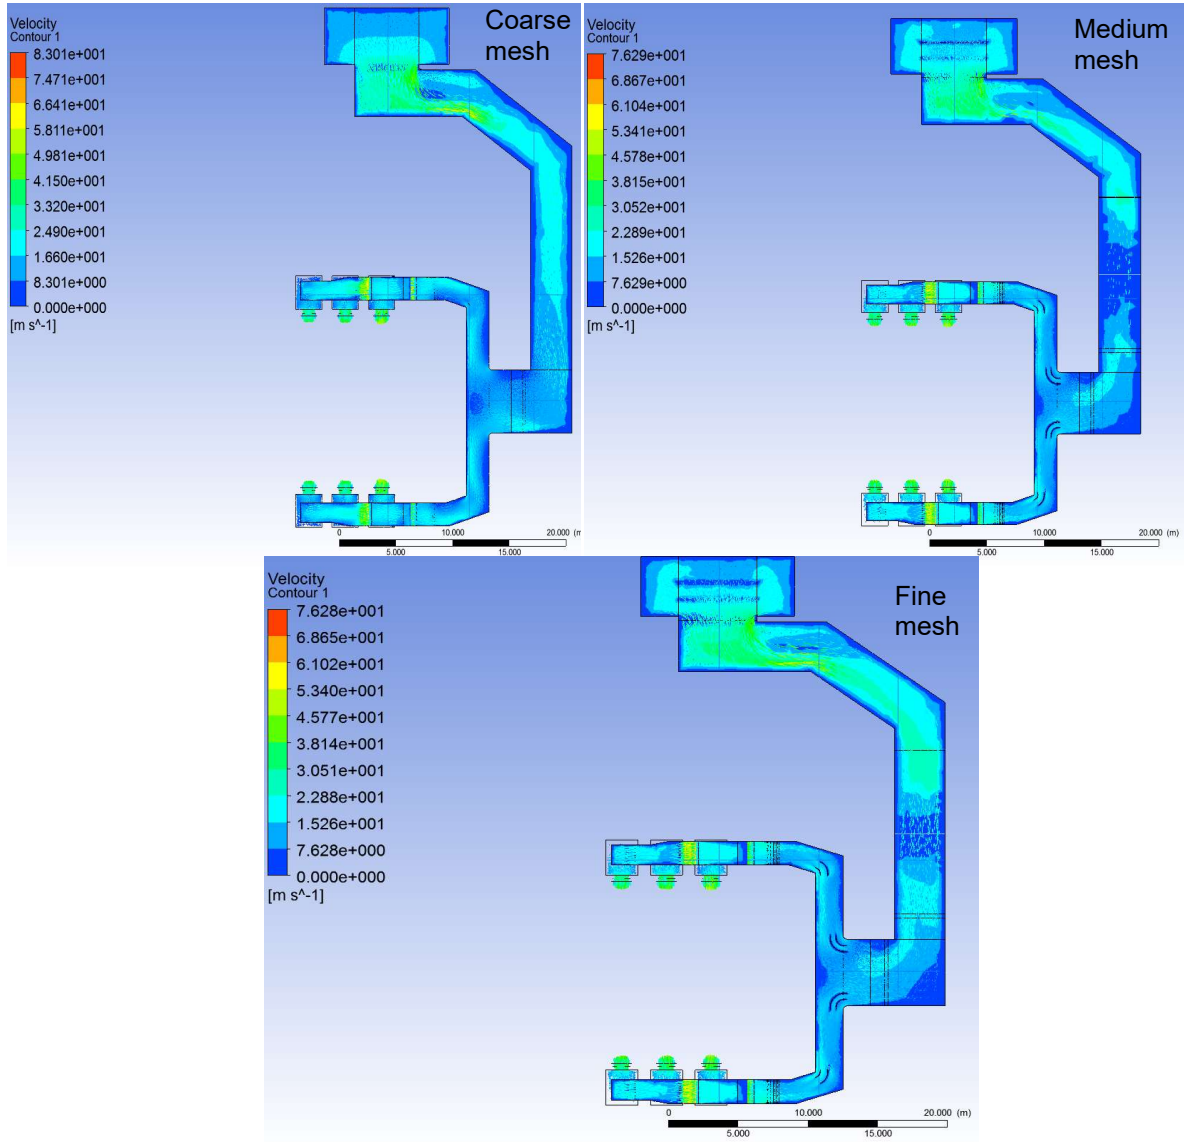 Velocity
Contour 1
8.301e+001
7.471e+001
6.641e+001
5.811e+001
4.981e+001
4.150e+001
3.320e+001
2.490e+001
1.660e+001
8.301e+000
0.000e+000
[m s^-1]
Coarse
mesh
0 10.000 20.000 (m
5.000 15.000
Velocity
Contour 1
7.629e+001
6.867e+001
6.104e+001
5.341e+001
4.578e+001
3.815e+001
3.052e+001
2.289e+001
1.526e+001
7.629e+000
0.000e+000
[m s^-1]
Medium
mesh
0 10.000 20.000 (m)
5.000 15.000
Velocity
Contour 1
7.628e+001
6.865e+001
6.102e+001
5.340e+001
4.577e+001
3.814e+001
3.051e+001
2.288e+001
1.526e+001
7.628e+000
0.000e+000
[m s^-1]
Fine
mesh
0 10.000 20.000 (m)
5.000 15.000